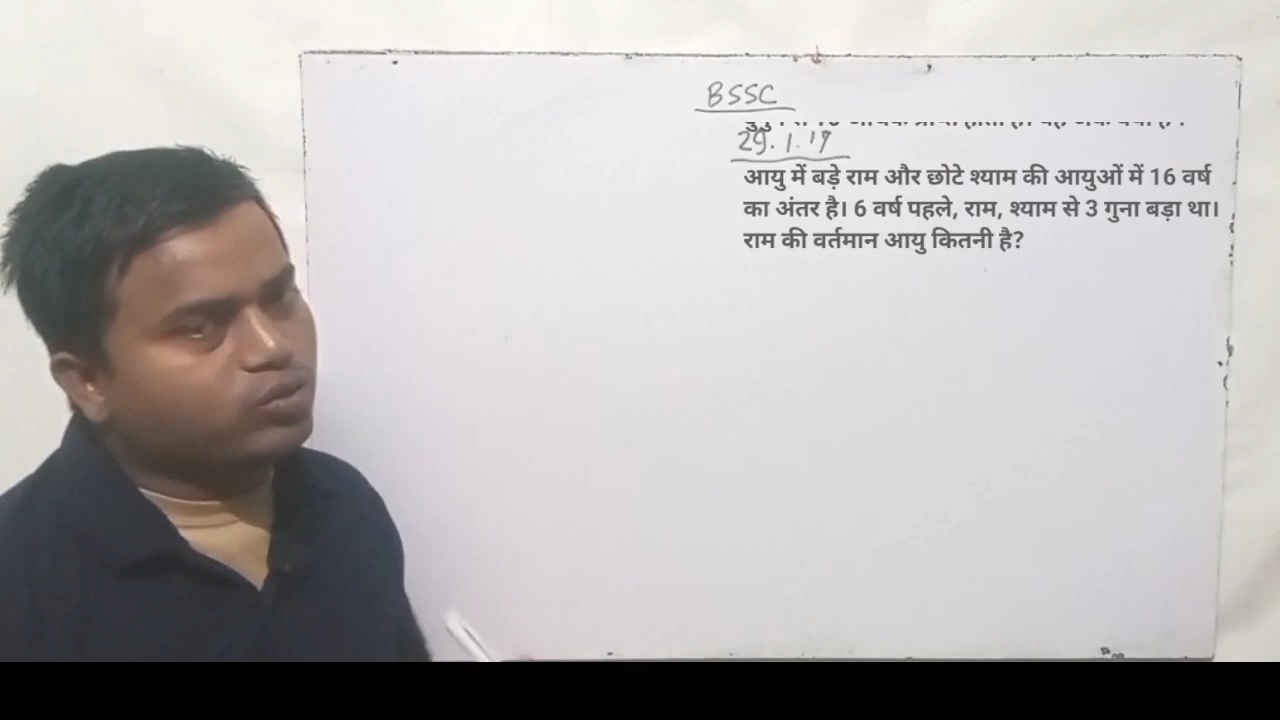 BSSC
29.1.19
आयु में बड़े राम और छोटे श्याम की आयुओं में 16 वर्ष
का अंतर है। 6 वर्ष पहले, राम, श्याम से 3 गुना बड़ा था।
राम की वर्तमान आयु कितनी है?